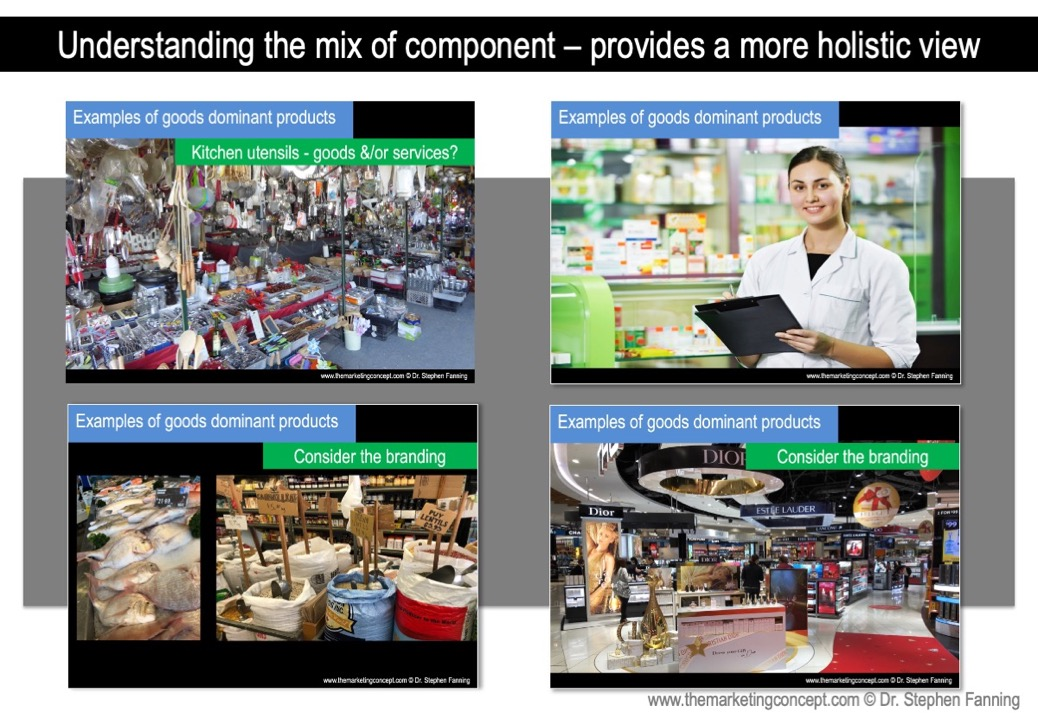 Understanding the mix of component – provides a more holistic view
Examples of goods dominant products
Kitchen utensils - goods &/or services?
www.themarketingconcept.com © Dr. Stephen Fanning
Examples of goods dominant products
www.themarketingconcept.com © Dr. Stephen Fanning
Examples of goods dominant products
Consider the branding
PUY
LENTILS
www.themarketingconcept.com © Dr. Stephen Fanning
Examples of goods dominant products
Consider the branding
DIOR
ESTEE LAUDER
Dior
www.themarketingconcept.com © Dr. Stephen Fanning
www.themarketingconcept.com © Dr. Stephen Fanning